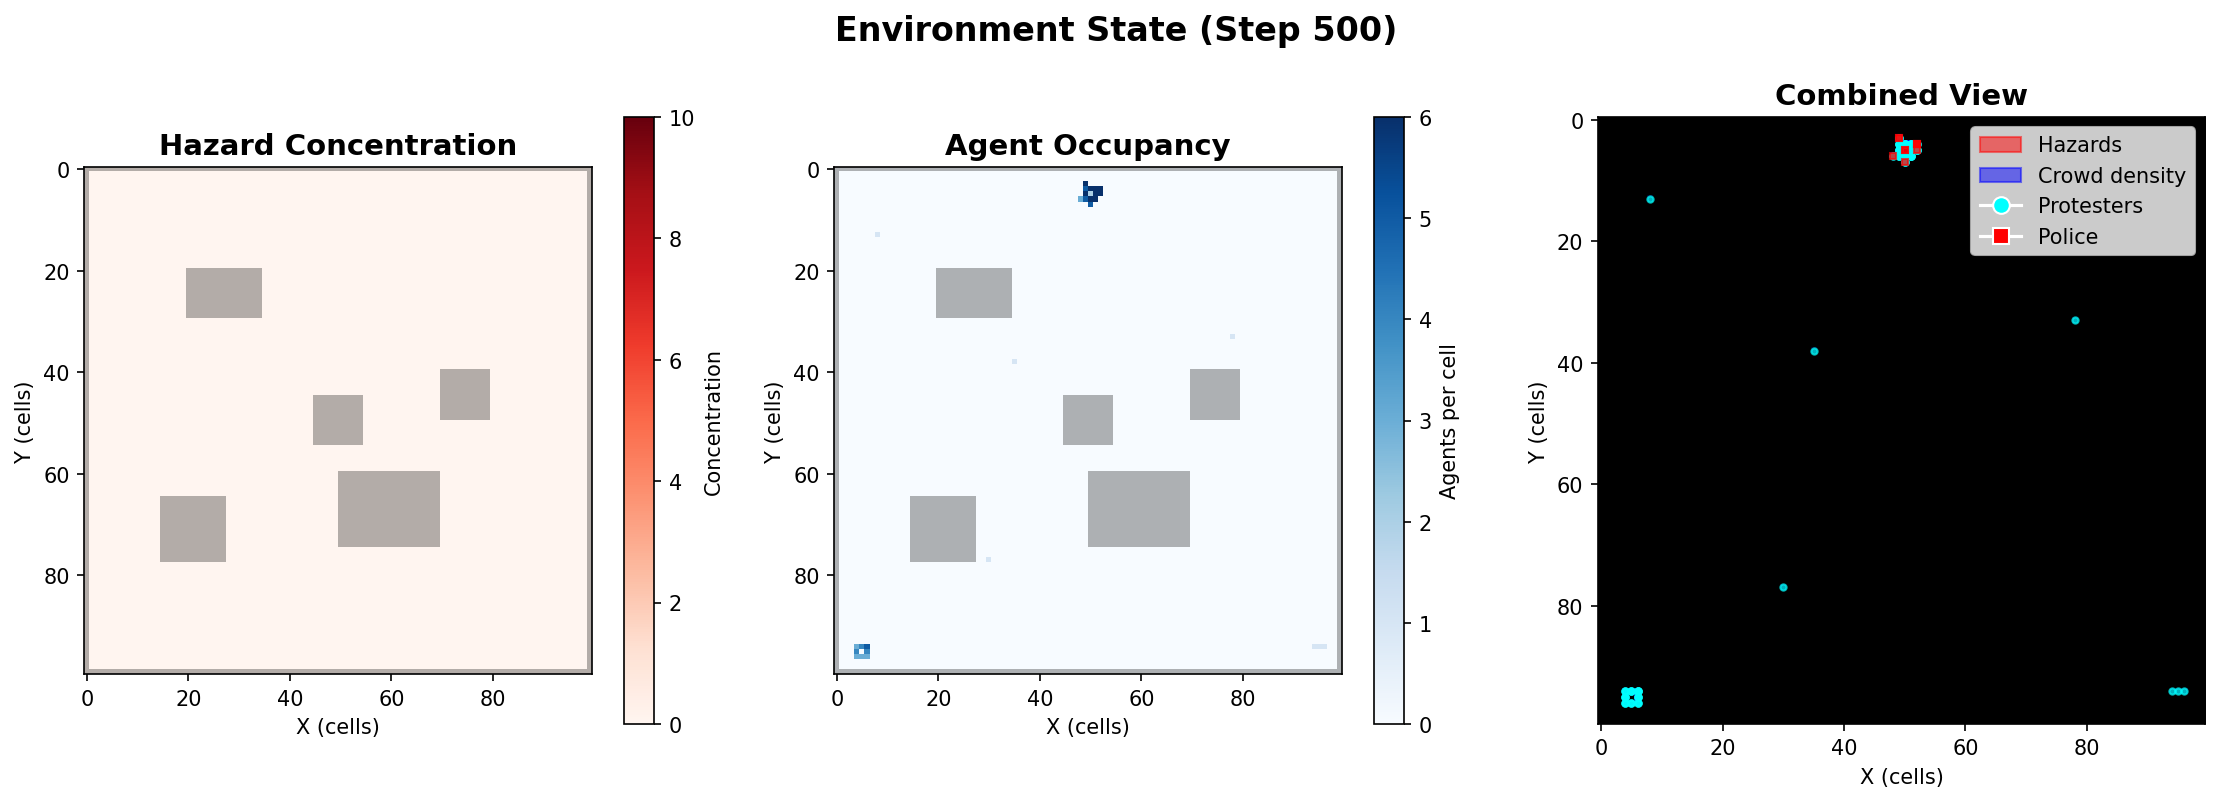 Environment State (Step 500)
Hazard Concentration
0
20
40
60
80
Y (cells)
0
20
40
60
80
X (cells)
10
8
6
4
2
0
Concentration
Agent Occupancy
0
20
40
60
80
Y (cells)
0
20
40
60
80
X (cells)
6
5
4
3
2
1
0
Agents per cell
Combined View
0
20
40
60
80
Y (cells)
0
20
40
60
80
X (cells)
Hazards
Crowd density
Protesters
Police